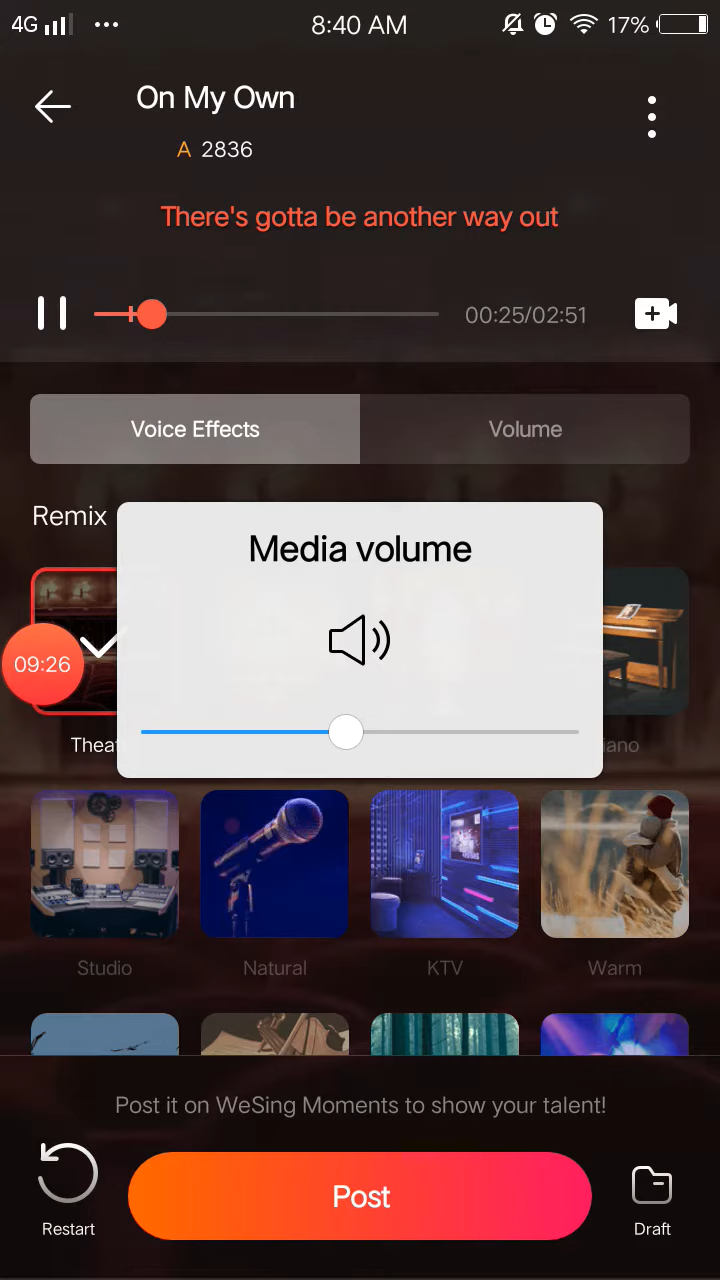 4G 8:40 AM 17%
On My Own
A 2836
There's gotta be another way out
00:25/02:51
Voice Effects Volume
Remix
Media volume
09:26
Thea
iano
Studio Natural KTV Warm
Post it on WeSing Moments to show your talent!
Post
Restart Draft